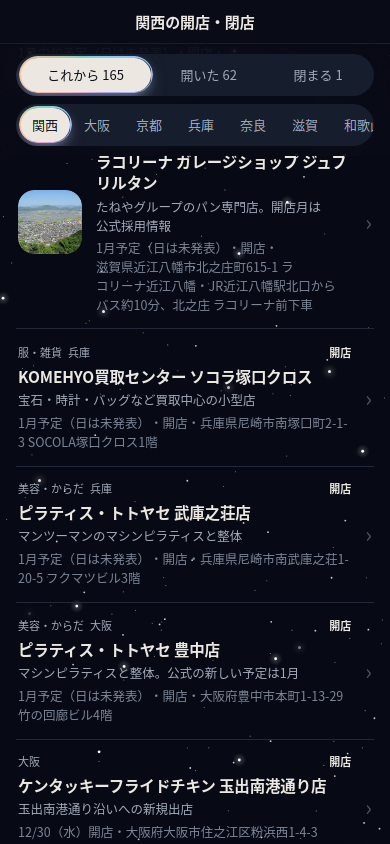 関西の開店・閉店
これから 165
開いた 62
閉まる 1
関西
大阪
京都
兵庫
奈良
滋賀
和歌
ラコリーナ ガレージショップ ジュブ
リルタン
たねやグループのパン専門店。開店月は
公式採用情報
1月予定（日は未発表）・開店・
滋賀県近江八幡市北之庄町615-1 ラ
コリーナ近江八幡・JR近江八幡駅北口から
バス約10分、北之庄 ラコリーナ前下車
服・雑貨 兵庫
開店
KOMEHYO買取センター ソコラ塚口クロス
宝石・時計・バッグなど買取中心の小型店
1月予定（日は未発表）・開店・兵庫県尼崎市南塚口町2-1-
3 SOCOLA塚口クロス1階
美容・からだ 兵庫
開店
ピラティス・トトヤセ 武庫之荘店
マンツーマンのマシンピラティスと整体
1月予定（日は未発表）・開店・兵庫県尼崎市南武庫之荘1-
20-5 フクマツビル3階
美容・からだ 大阪
開店
ピラティス・トトヤセ 豊中店
マシンピラティスと整体。公式の新しい予定は1月
1月予定（日は未発表）・開店・大阪府豊中市本町1-13-29
竹の回廊ビル4階
大阪
開店
ケンタッキーフライドチキン 玉出南港通り店
玉出南港通り沿いへの新規出店
12/30（水）開店・大阪府大阪市住之江区粉浜西1-4-3